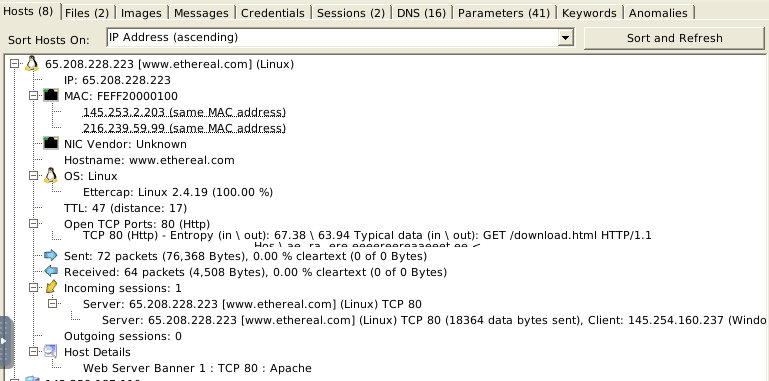 Hosts (8) Files (2) Images Messages Credentials Sessions (2) DNS (16) Parameters (41) Keywords Anomalies
Sort Hosts On: IP Address (ascending) Sort and Refresh
65.208.228.223 [www.ethereal.com] (Linux)
IP: 65.208.228.223
MAC: FEFF20000100
145.253.2.203 (same MAC address)
216.239.59.99 (same MAC address)
NIC Vendor: Unknown
Hostname: www.ethereal.com
OS: Linux
Ettercap: Linux 2.4.19 (100.00 %)
TTL: 47 (distance: 17)
Open TCP Ports: 80 (Http)
TCP 80 (Http) - Entropy (in \ out): 67.38 \ 63.94 Typical data (in \ out): GET /download.html HTTP/1.1
Sent: 72 packets (76,368 Bytes), 0.00 % cleartext (0 of 0 Bytes)
Received: 64 packets (4,508 Bytes), 0.00 % cleartext (0 of 0 Bytes)
Incoming sessions: 1
Server: 65.208.228.223 [www.ethereal.com] (Linux) TCP 80
Server: 65.208.228.223 [www.ethereal.com] (Linux) TCP 80 (18364 data bytes sent), Client: 145.254.160.237 (Windo
Outgoing sessions: 0
Host Details
Web Server Banner 1 : TCP 80 : Apache